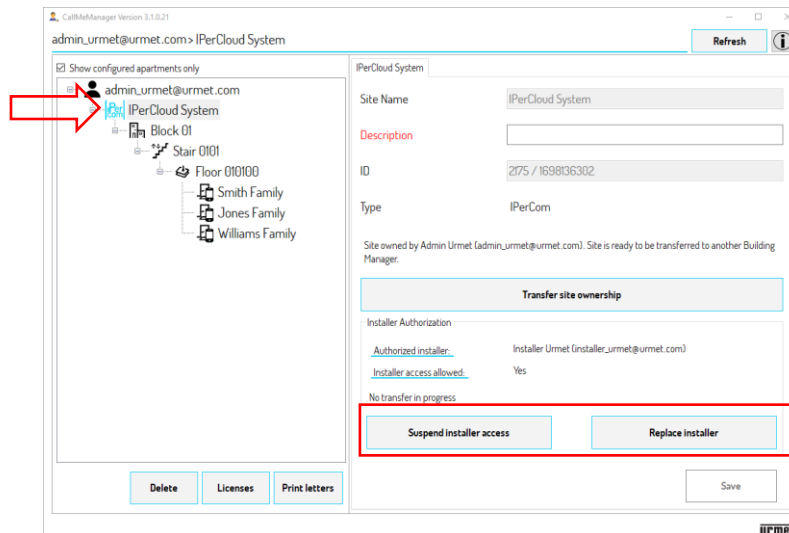 CallMeManager Version 3.1.0.21
admin_urmet@urmet.com > IPerCloud System
Refresh
Show configured apartments only
admin_urmet@urmet.com
IPerCloud System
Block 01
Stair 0101
Floor 010100
Smith Family
Jones Family
Williams Family
Delete
Licenses
Print letters
IPerCloud System
Site Name
IPerCloud System
Description
ID
2175 / 1698136302
Type
IPerCom
Site owned by Admin Urmet (admin_urmet@urmet.com). Site is ready to be transferred to another Building
Manager.
Transfer site ownership
Installer Authorization
Authorized installer:
Installer Urmet (installer_urmet@urmet.com)
Installer access allowed:
Yes
No transfer in progress
Suspend installer access
Replace installer
Save
urmet